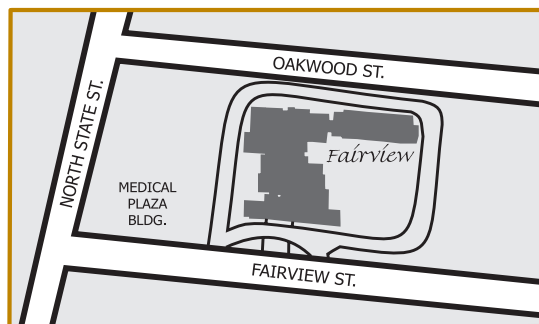 OAKWOOD ST.
NORTH STATE ST.
Fairview
MEDICAL
PLAZA
BLDG.
FAIRVIEW ST.